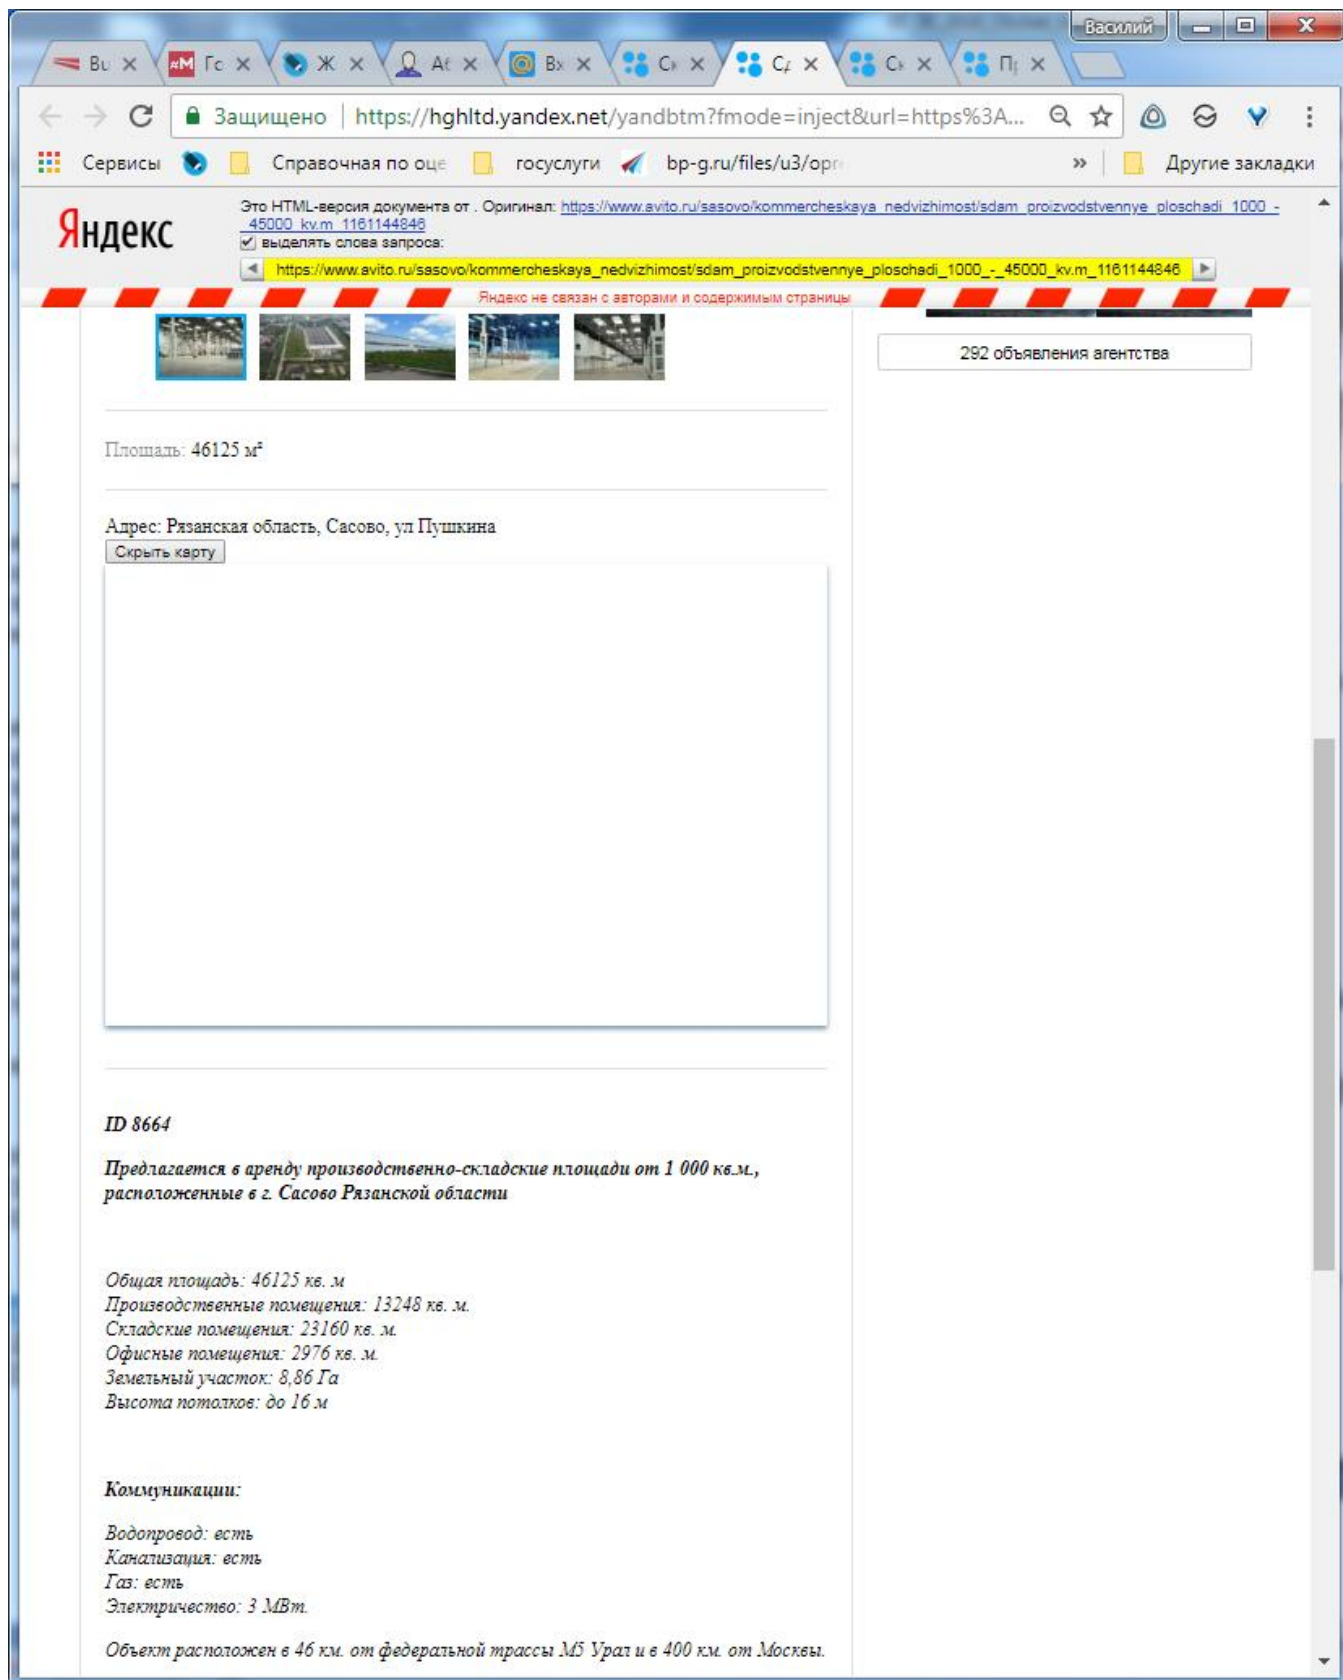 Василий
Вι
Гс
Ж
Аб
Вх
Сд
Защищено
https://hghltd.yandex.net/yandbtm?fmode=inject&url=https%3A...
Сервисы
Справочная по оце
госуслуги
bp-g.ru/files/u3/opr
»
Другие закладки
Яндекс
Это HTML-версия документа от . Оригинал: https://www.avito.ru/sasovo/kommercheskaya_nedvizhimost/sdam_proizvodstvennye_ploschadi_1000_-
_45000_kv.m_1161144846
выделять слова запроса:
https://www.avito.ru/sasovo/kommercheskaya_nedvizhimost/sdam_proizvodstvennye_ploschadi_1000_-_45000_kv.m_1161144846
Яндекс не связан с авторами и содержимым страницы
292 объявления агентства
Площадь: 46125 м²
Адрес: Рязанская область, Сасово, ул Пушкина
Скрыть карту
ID 8664
Предлагается в аренду производственно-складские площади от 1 000 кв.м.,
расположенные в г. Сасово Рязанской области
Общая площадь: 46125 кв. м
Производственные помещения: 13248 кв. м.
Складские помещения: 23160 кв. м.
Офисные помещения: 2976 кв. м.
Земельный участок: 8,86 Га
Высота потолков: до 16 м
Коммуникации:
Водопровод: есть
Канализация: есть
Газ: есть
Электричество: 3 МВт.
Объект расположен в 46 км. от федеральной трассы М5 Урал и в 400 км. от Москвы.